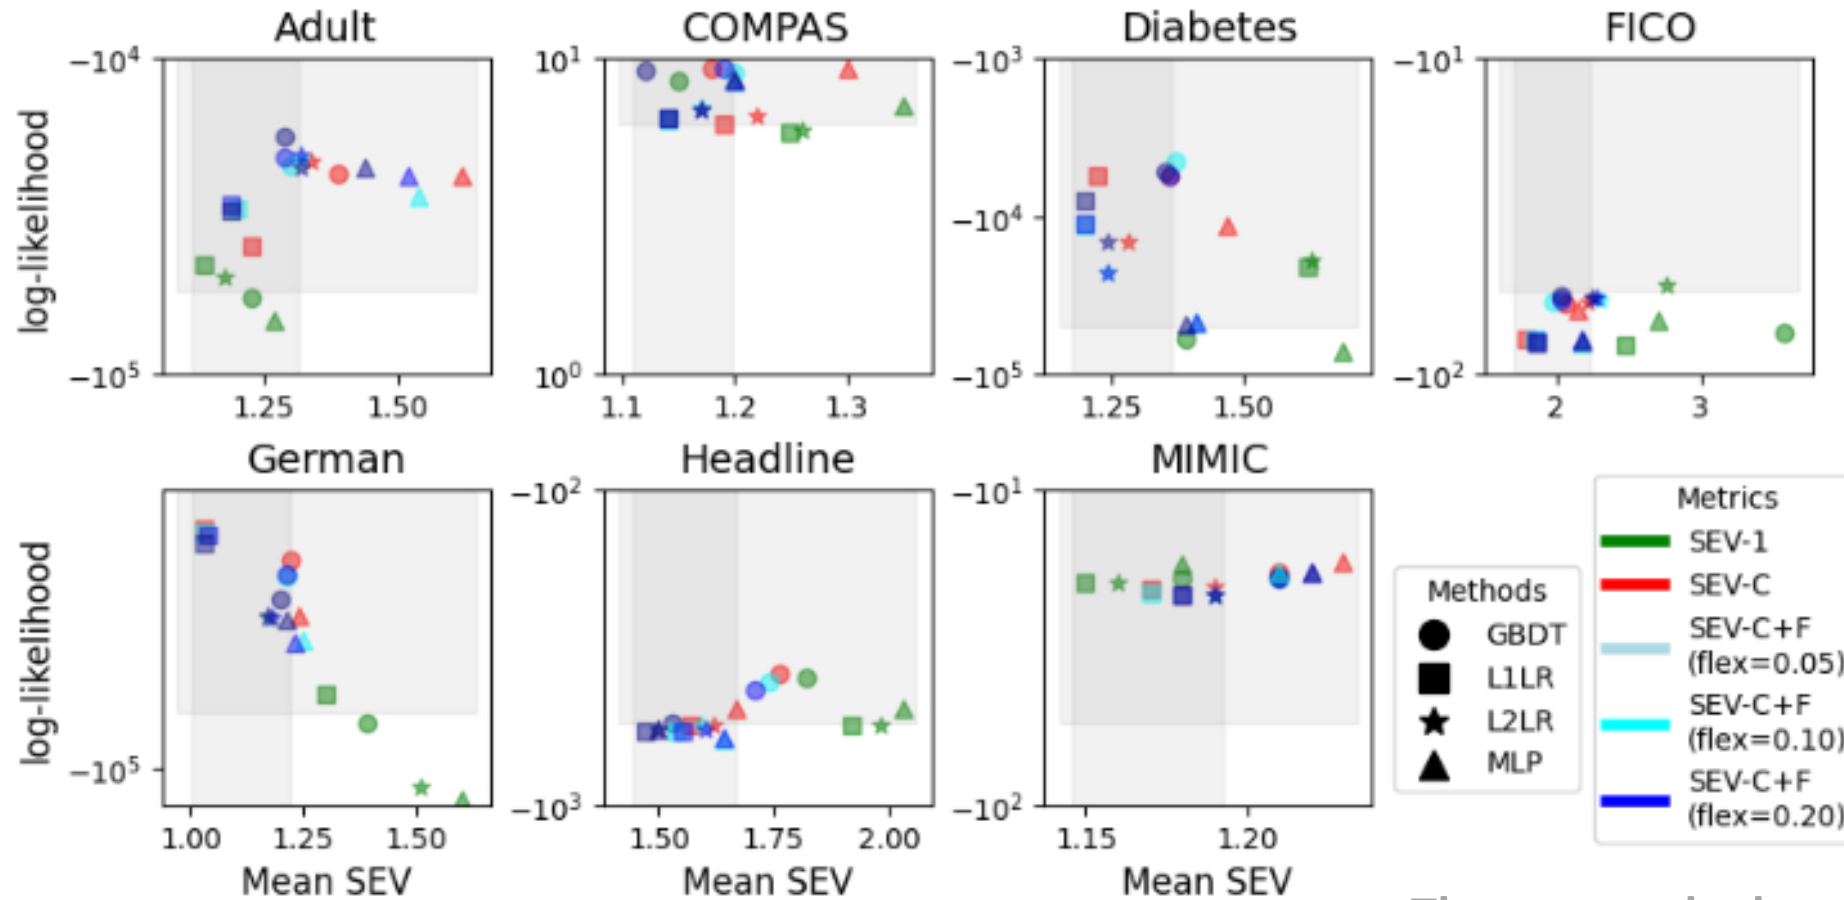 Adult
COMPAS
Diabetes
FICO
log-likelihood
−10⁴
−10⁵
1.25 1.50
10¹
10⁰
1.1 1.2 1.3
−10³
−10⁴
−10⁵
1.25 1.50
−10¹
−10²
2 3
German
Headline
MIMIC
log-likelihood
−10⁵
1.00 1.25 1.50
Mean SEV
−10²
−10³
1.50 1.75 2.00
Mean SEV
−10¹
−10²
1.15 1.20
Mean SEV
Methods
GBDT
L1LR
L2LR
MLP
Metrics
SEV-1
SEV-C
SEV-C+F
(flex=0.05)
SEV-C+F
(flex=0.10)
SEV-C+F
(flex=0.20)